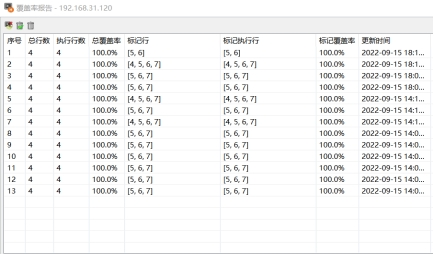 覆盖率报告 - 192.168.31.120
序号 总行数 执行行数 总覆盖率 标记行 标记执行行 标记覆盖率 更新时间
1 4 4 100.0% [5, 6] [5, 6] 100.0% 2022-09-15 18:1...
2 4 4 100.0% [4, 5, 6, 7] [4, 5, 6, 7] 100.0% 2022-09-15 18:1...
3 4 4 100.0% [5, 6, 7] [5, 6, 7] 100.0% 2022-09-15 18:0...
4 4 4 100.0% [5, 6, 7] [5, 6, 7] 100.0% 2022-09-15 18:0...
5 4 4 100.0% [4, 5, 6, 7] [4, 5, 6, 7] 100.0% 2022-09-15 14:1...
6 4 4 100.0% [5, 6, 7] [5, 6, 7] 100.0% 2022-09-15 14:1...
7 4 4 100.0% [4, 5, 6, 7] [4, 5, 6, 7] 100.0% 2022-09-15 14:1...
8 4 4 100.0% [5, 6, 7] [5, 6, 7] 100.0% 2022-09-15 14:0...
9 4 4 100.0% [5, 6, 7] [5, 6, 7] 100.0% 2022-09-15 14:0...
10 4 4 100.0% [5, 6, 7] [5, 6, 7] 100.0% 2022-09-15 14:0...
11 4 4 100.0% [5, 6, 7] [5, 6, 7] 100.0% 2022-09-15 14:0...
12 4 4 100.0% [5, 6, 7] [5, 6, 7] 100.0% 2022-09-15 14:0...
13 4 4 100.0% [5, 6, 7] [5, 6, 7] 100.0% 2022-09-15 14:0...